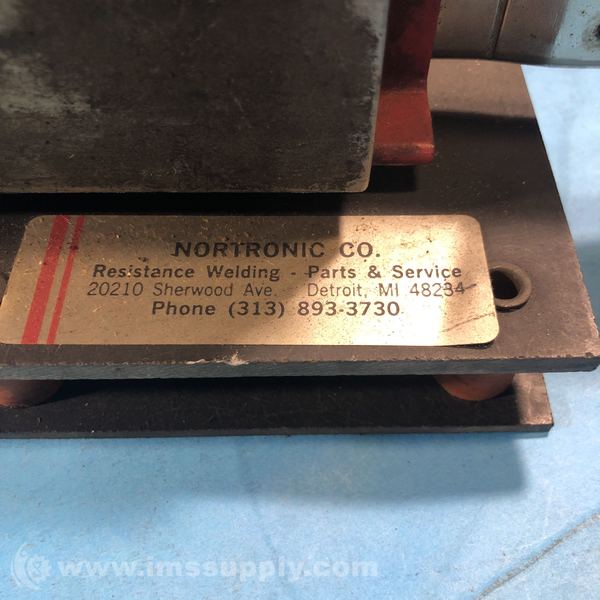 NORTRONIC CO.
Resistance Welding - Parts & Service
20210 Sherwood Ave. Detroit, MI 48234
Phone (313) 893-3730
www.imssupply.com